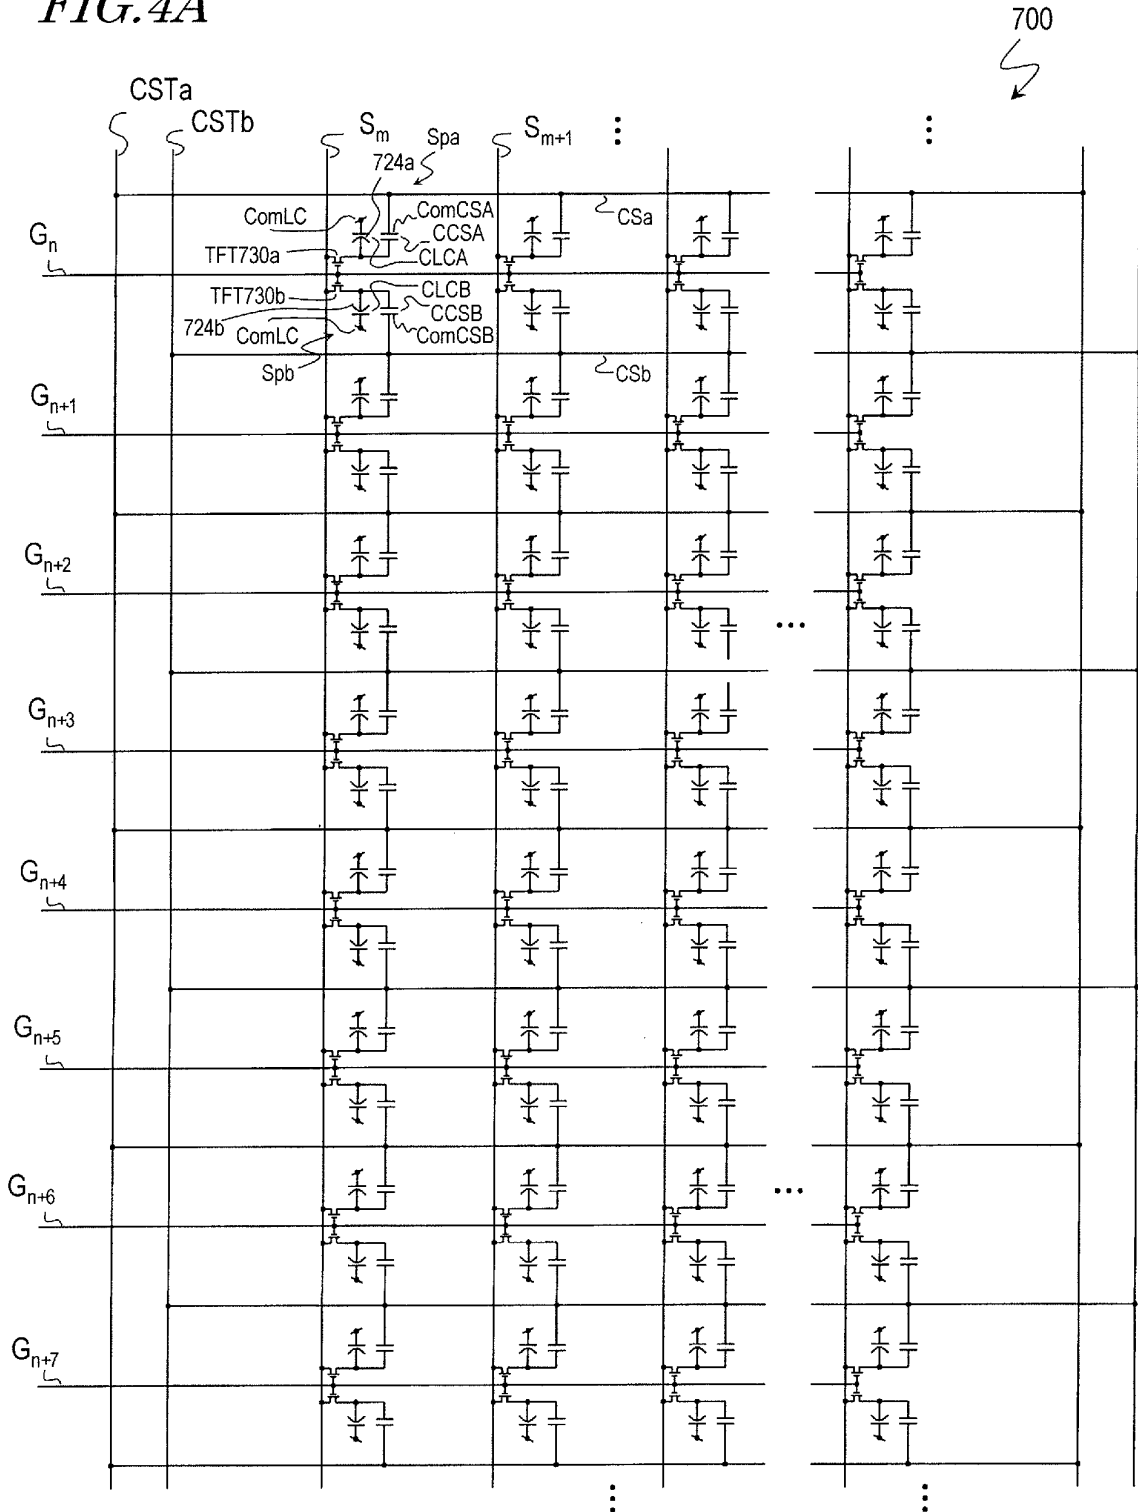 FIG.4A
700
CSTa
CSTb
Sm
Sm+1
Spa
724a
ComLC
ComCSA
CCSA
CLCA
CSa
Gn
TFT730a
TFT730b
CLCB
CCSB
ComCSB
724b
ComLC
Spb
CSb
Gn+1
Gn+2
Gn+3
Gn+4
Gn+5
Gn+6
Gn+7